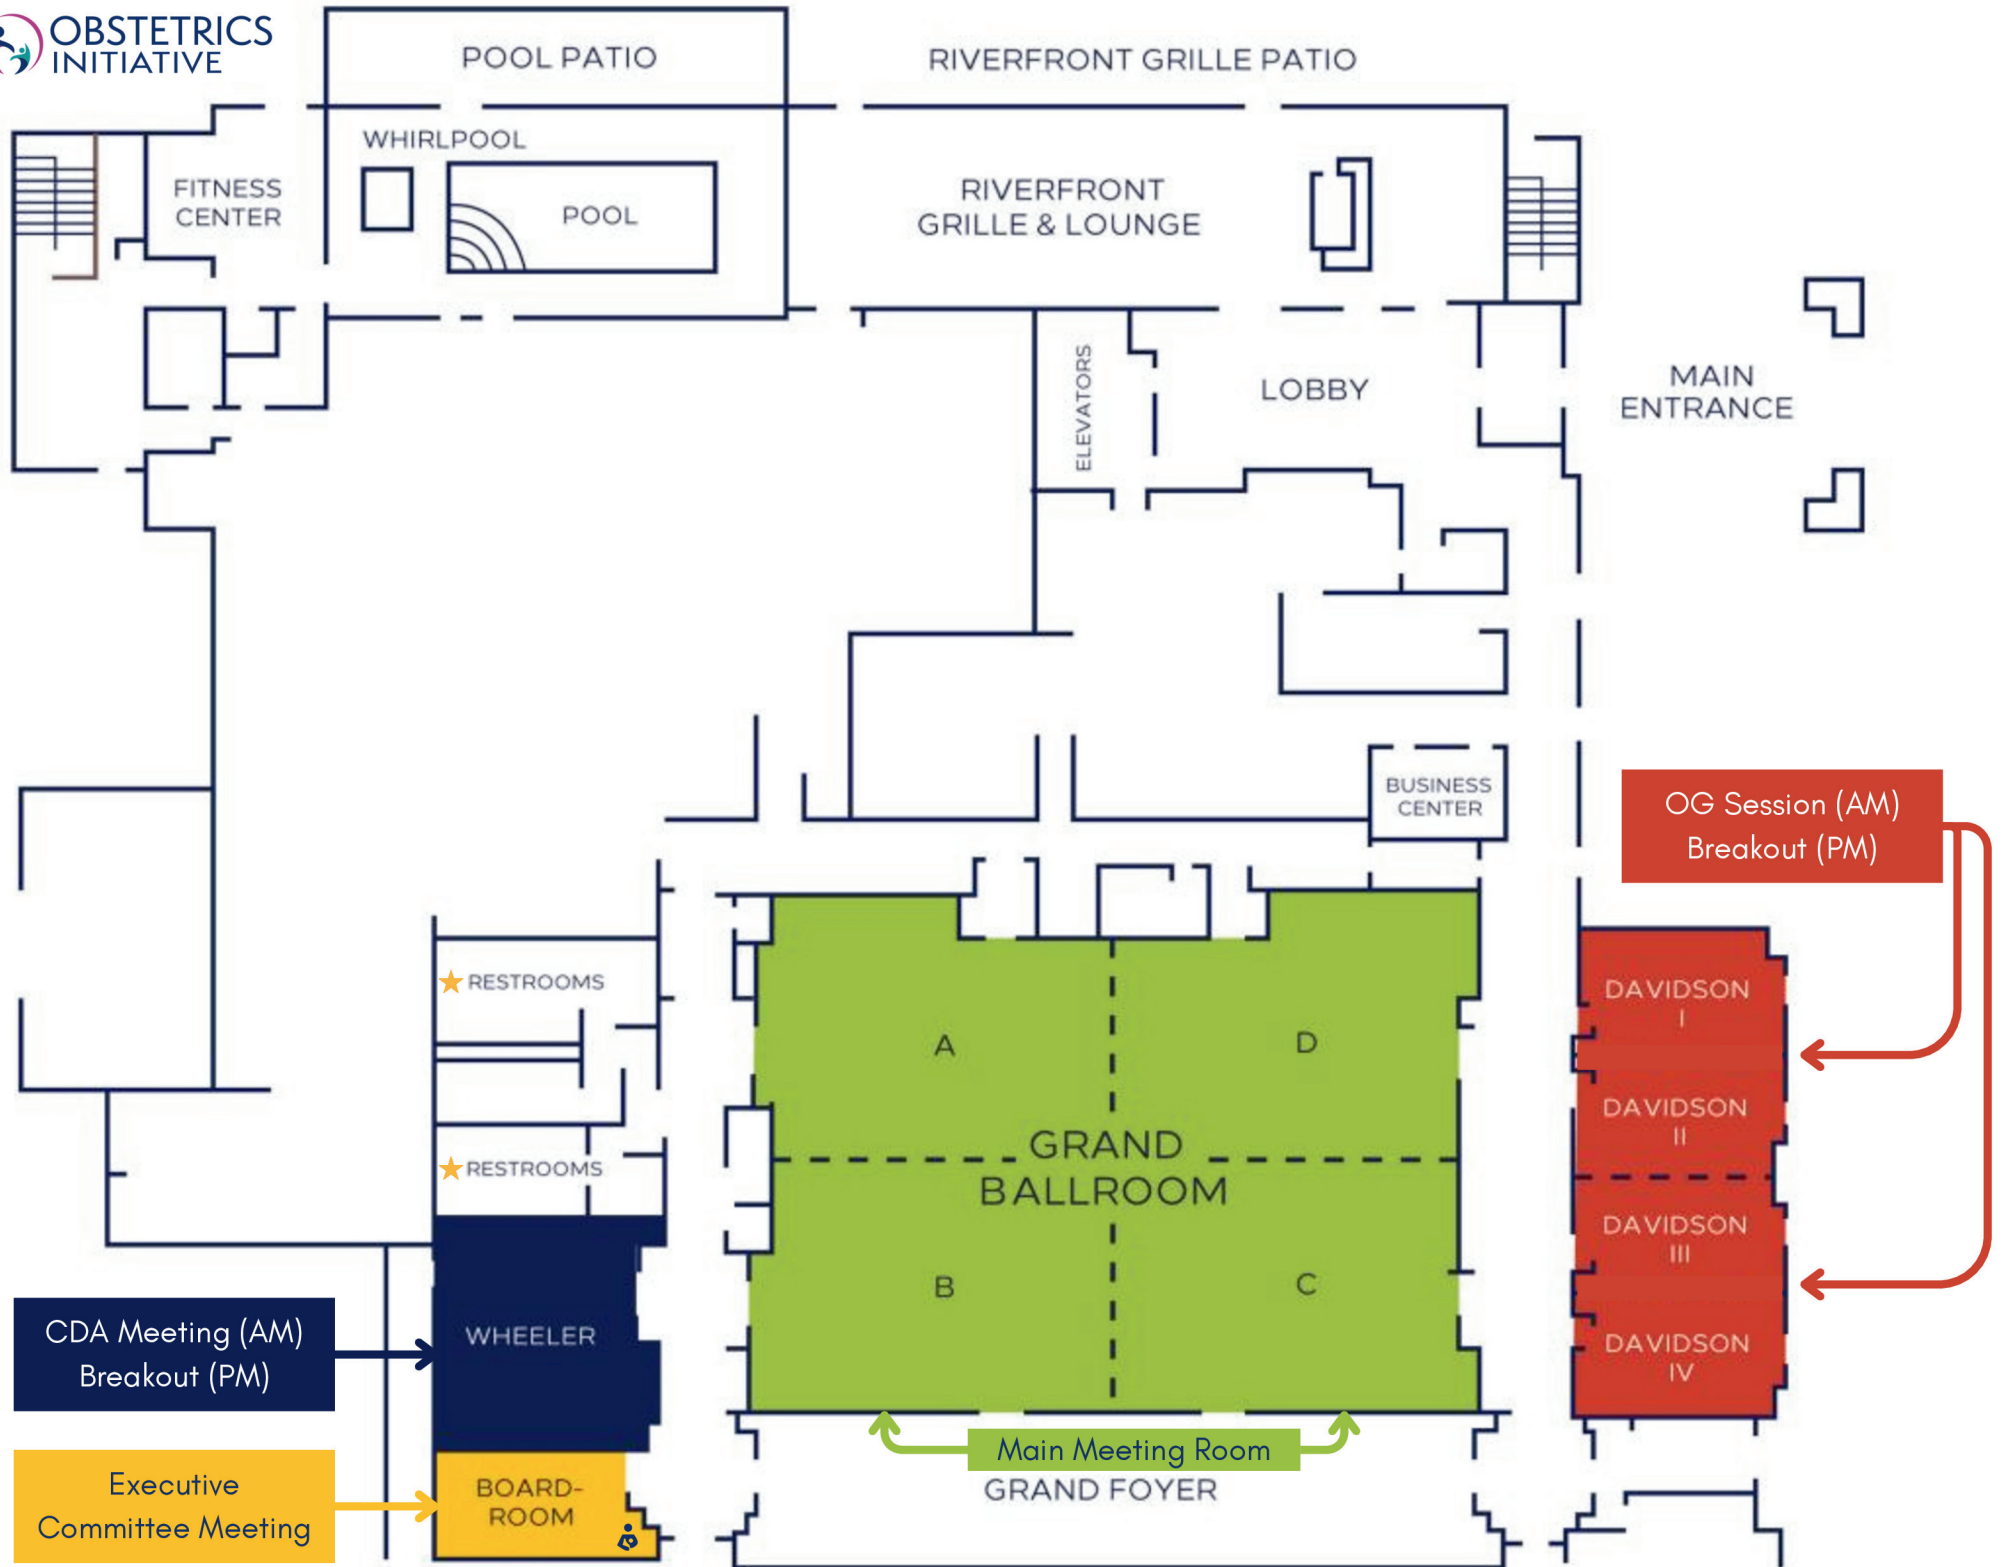 OBSTETRICS
INITIATIVE
POOL PATIO
RIVERFRONT GRILLE PATIO
WHIRLPOOL
FITNESS
CENTER
POOL
RIVERFRONT
GRILLE & LOUNGE
ELEVATORS
LOBBY
MAIN
ENTRANCE
BUSINESS
CENTER
OG Session (AM)
Breakout (PM)
RESTROOMS
A
D
DAVIDSON
I
DAVIDSON
II
GRAND
BALLROOM
RESTROOMS
DAVIDSON
III
B
C
CDA Meeting (AM)
Breakout (PM)
WHEELER
DAVIDSON
IV
Main Meeting Room
Executive
Committee Meeting
BOARD-
ROOM
GRAND FOYER